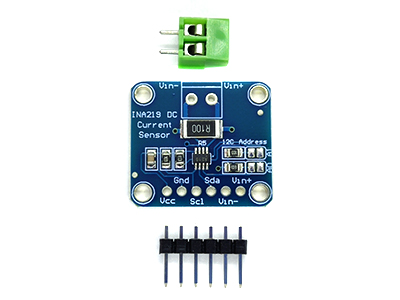 Vin- Vin+
INA219 DC
Current
Sensor
R100
R5
I2C Address
Gnd Sda Vin+
Vcc Scl Vin-